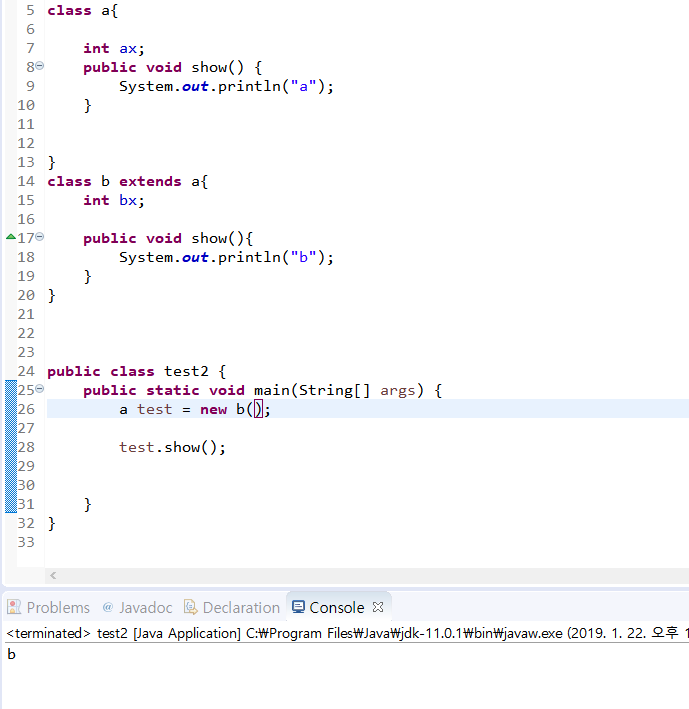 5 class a{
6
7 int ax;
8 public void show() {
9 System.out.println("a");
10 }
11
12
13 }
14 class b extends a{
15 int bx;
16
17 public void show(){
18 System.out.println("b");
19 }
20 }
21
22
23
24 public class test2 {
25 public static void main(String[] args) {
26 a test = new b();
27
28 test.show();
29
30
31 }
32 }
33
Problems @ Javadoc Declaration Console
<terminated> test2 [Java Application] C:₩Program Files₩Java₩jdk-11.0.1₩bin₩javaw.exe (2019. 1. 22. 오후 1
b